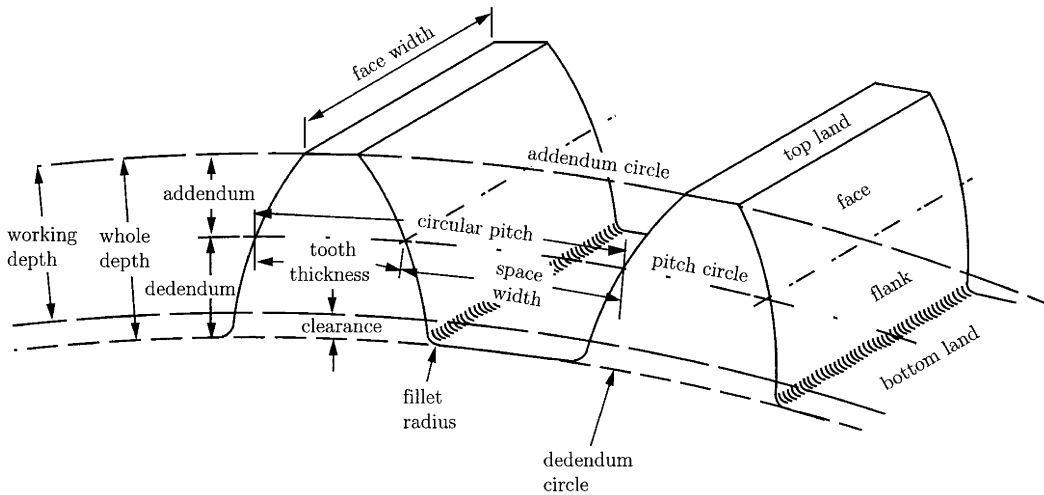 face width
top land
addendum circle
face
addendum
circular pitch
working
depth
whole
depth
tooth
thickness
pitch circle
dedendum
space
width
flank
clearance
bottom land
fillet
radius
dedendum
circle